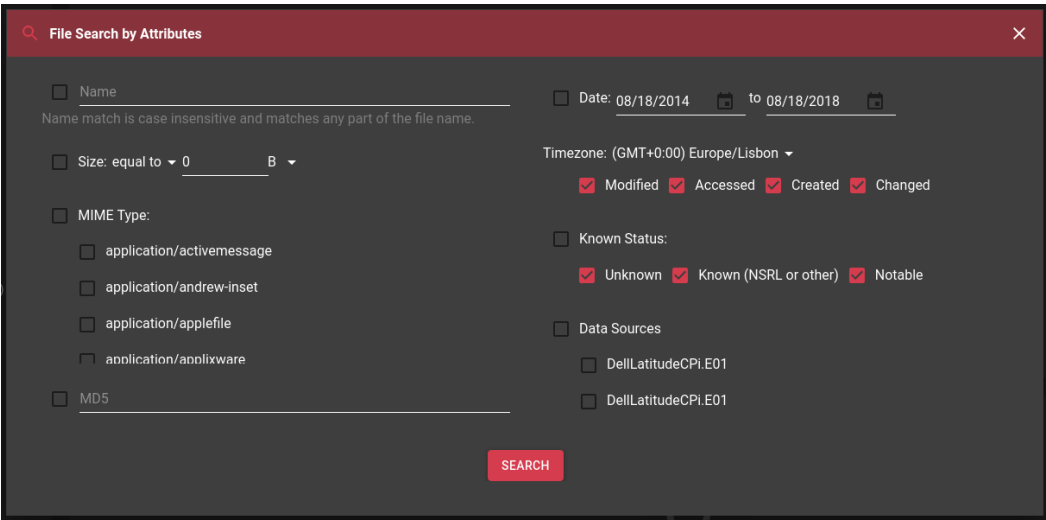 File Search by Attributes
Name
Name match is case insensitive and matches any part of the file name.
Size: equal to 0 B
MIME Type:
application/activemessage
application/andrew-inset
application/applefile
application/applixware
MD5
Date: 08/18/2014 to 08/18/2018
Timezone: (GMT+0:00) Europe/Lisbon
Modified Accessed Created Changed
Known Status:
Unknown Known (NSRL or other) Notable
Data Sources
DellLatitudeCPi.E01
DellLatitudeCPi.E01
SEARCH